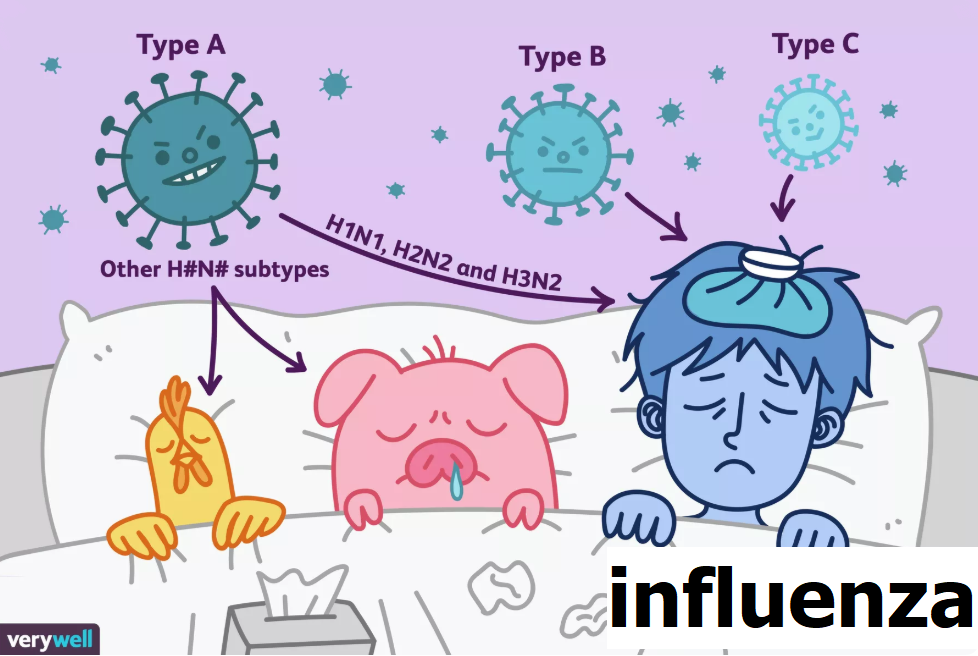 Type A
Type B
Type C
H1N1, H2N2 and H3N2
Other H#N# subtypes
influenza
verywell